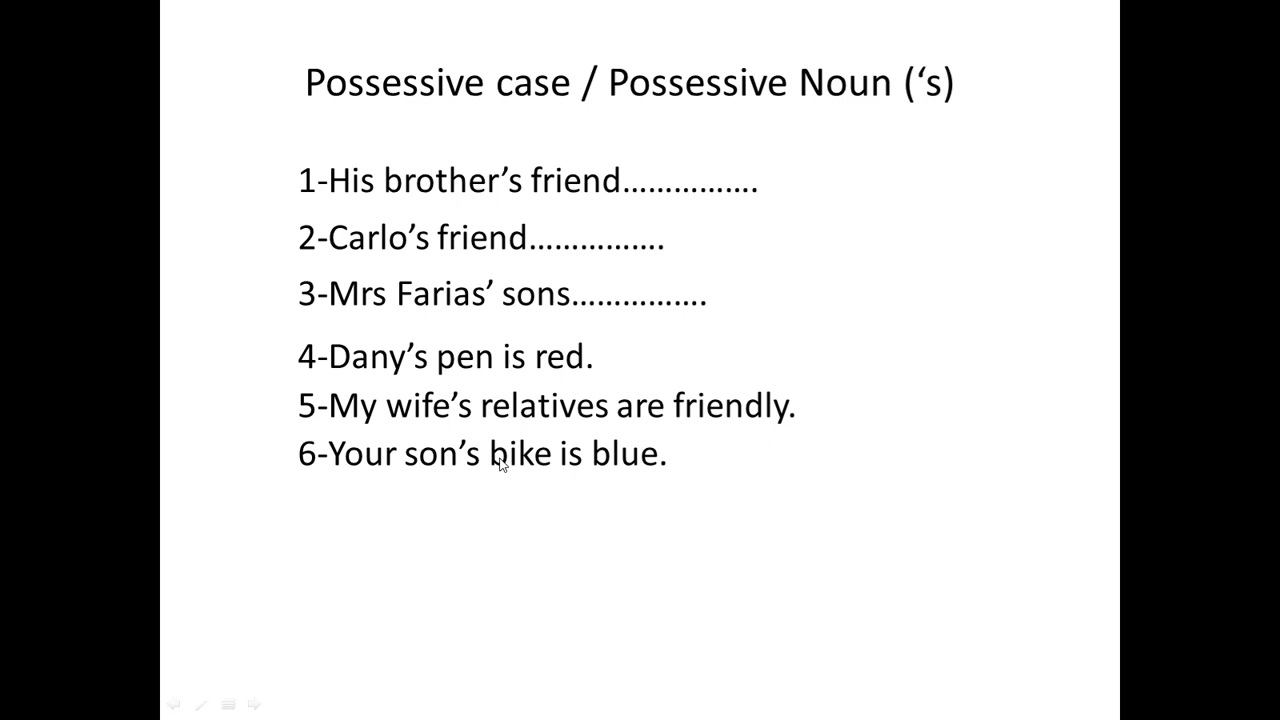 Possessive case / Possessive Noun (‘s)
1-His brother’s friend…………….
2-Carlo’s friend…………….
3-Mrs Farias’ sons…………….
4-Dany’s pen is red.
5-My wife’s relatives are friendly.
6-Your son’s bike is blue.